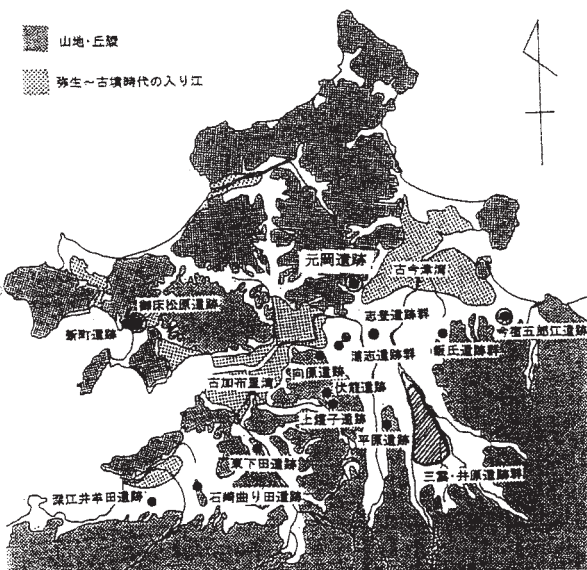 山地・丘陵
弥生～古墳時代の入り江
元岡遺跡
古今津湾
御床松原遺跡
志登遺跡群
今宿五郎江遺跡
新町遺跡
浦志遺跡群
飯氏遺跡群
向原遺跡
古加布里湾
伏龍遺跡
上鑵子遺跡
平原遺跡
東下田遺跡
三雲・井原遺跡群
深江井牟田遺跡
石崎曲り田遺跡